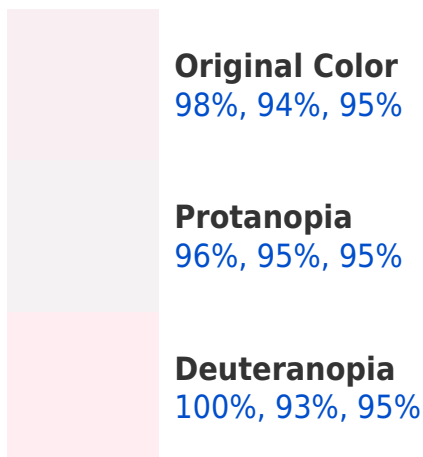 Original Color
98%, 94%, 95%
Protanopia
96%, 95%, 95%
Deuteranopia
100%, 93%, 95%